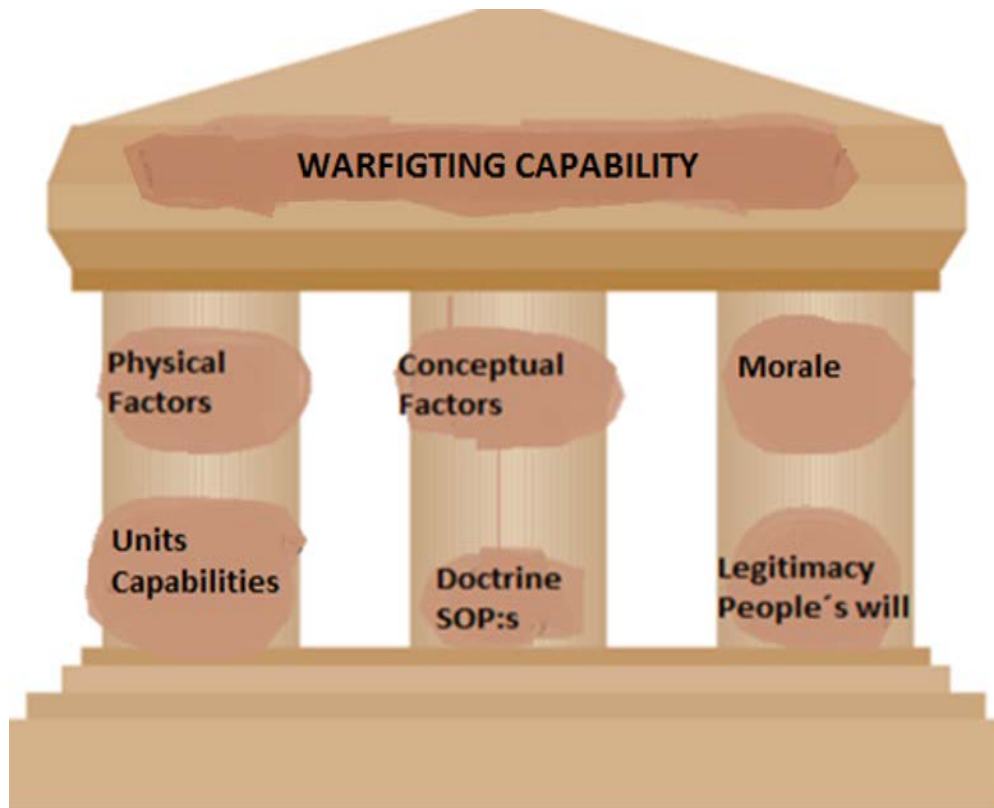 WARFIGTING CAPABILITY
Physical
Factors
Conceptual
Factors
Morale
Units
Capabilities
Doctrine
SOP:s
Legitimacy
People´s will